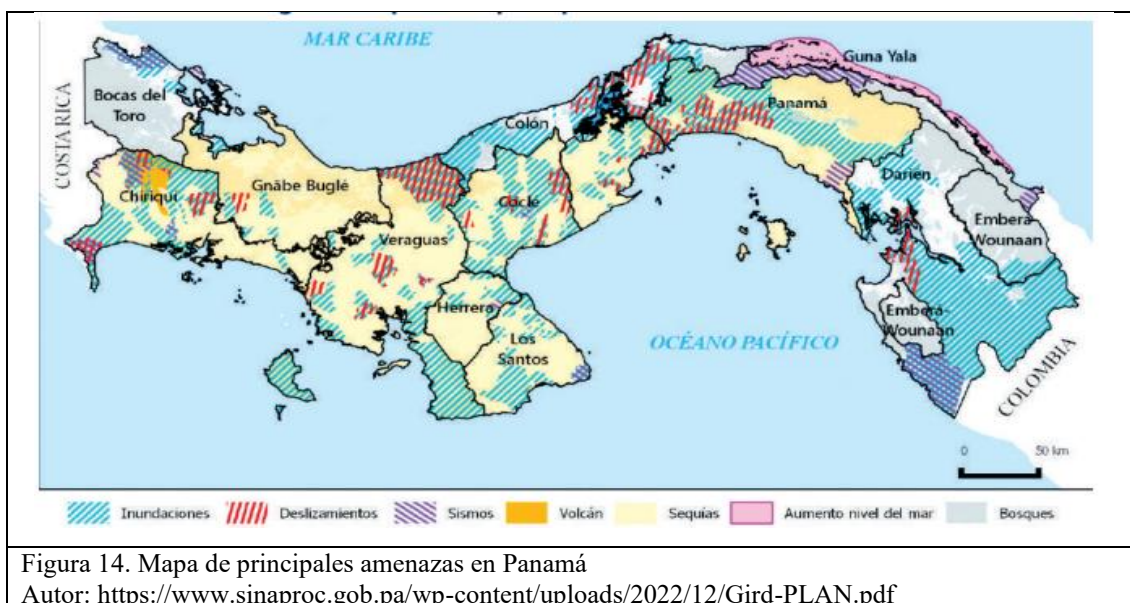 MAR CARIBE
Guna Yala
COSTA RICA
Bocas del
Toro
Colón
Panamá
Chiriquí
Gnäbe Buglé
Coclé
Darién
Emberá-
Wounaan
Veraguas
Herrera
Los
Santos
Emberá-
Wounaan
OCÉANO PACÍFICO
COLOMBIA
0 50 km
Inundaciones Deslizamientos Sismos Volcán Sequías Aumento nivel del mar Bosques
Figura 14. Mapa de principales amenazas en Panamá
Autor: https://www.sinaproc.gob.pa/wp-content/uploads/2022/12/Gird-PLAN.pdf